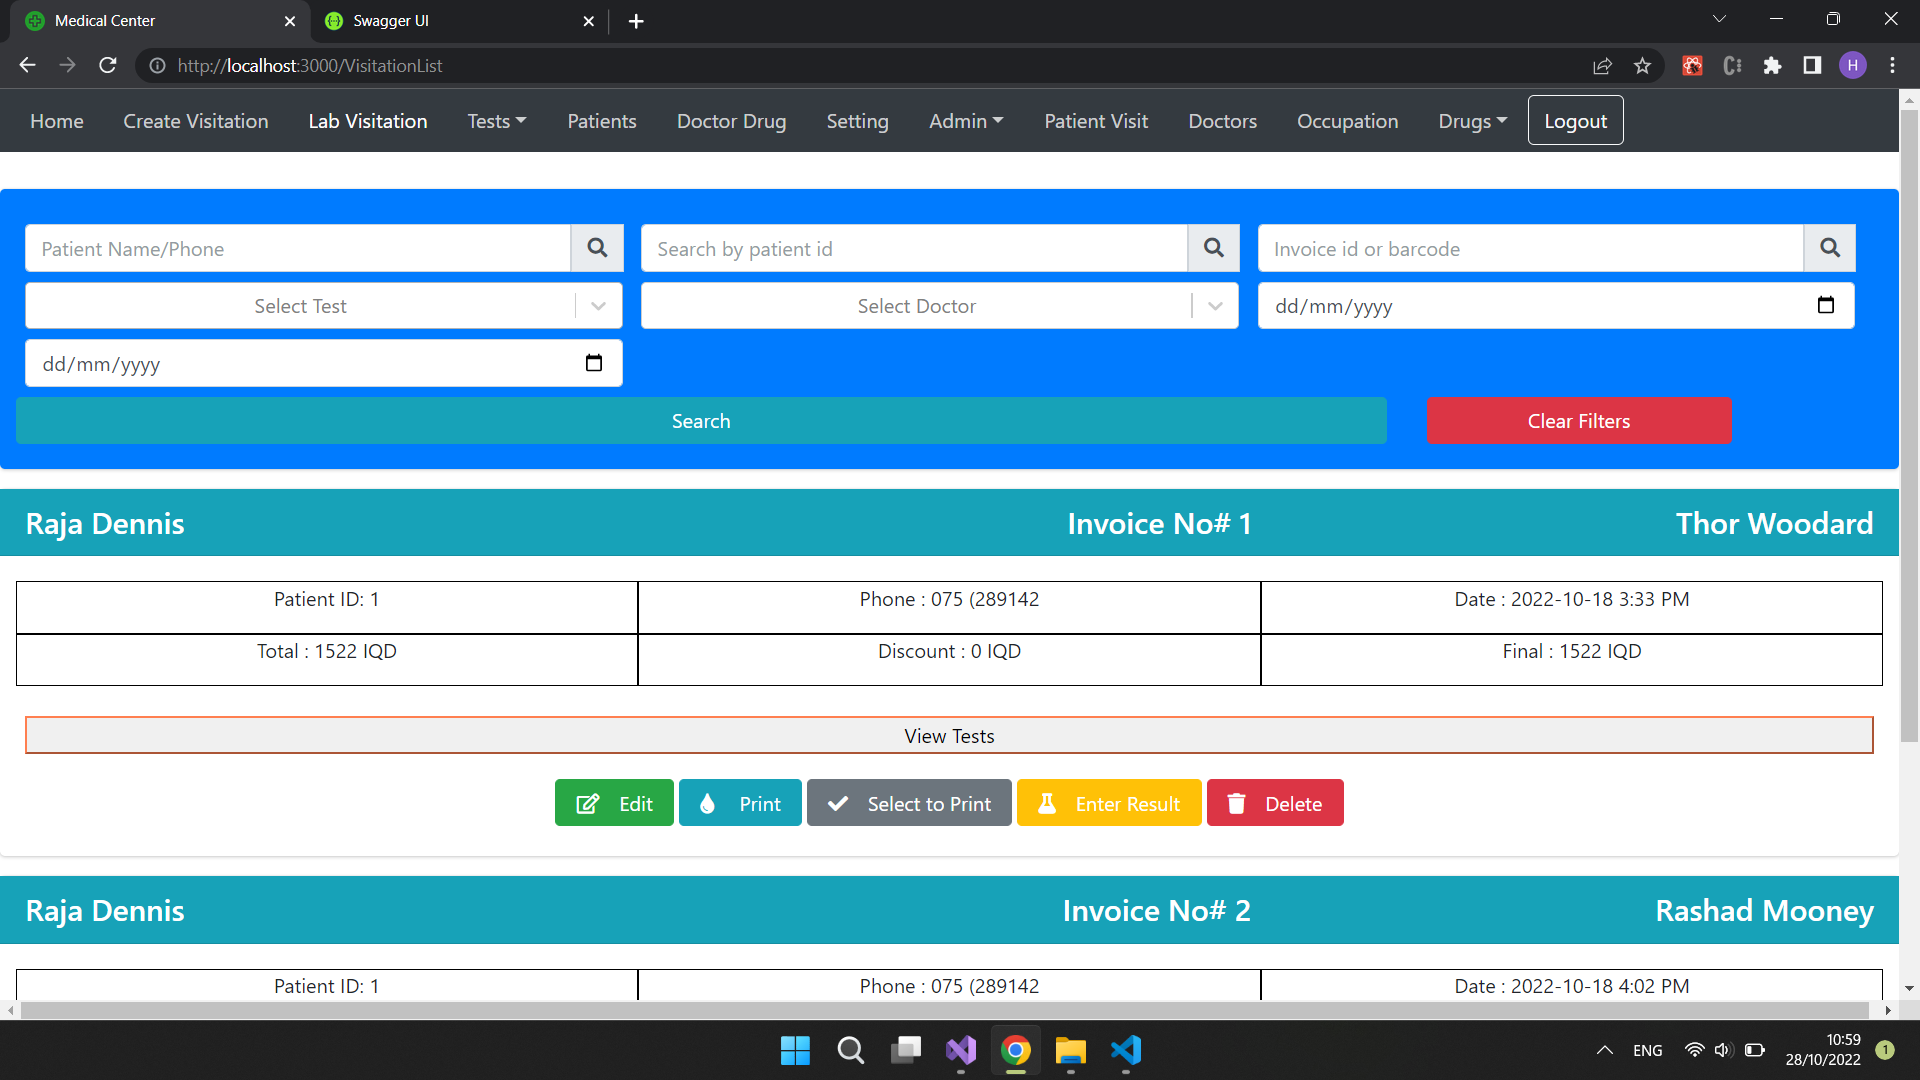 Medical Center
Swagger UI
http://localhost:3000/VisitationList
H
Home
Create Visitation
Lab Visitation
Tests
Patients
Doctor Drug
Setting
Admin
Patient Visit
Doctors
Occupation
Drugs
Logout
Patient Name/Phone
Search by patient id
Invoice id or barcode
Select Test
Select Doctor
dd/mm/yyyy
dd/mm/yyyy
Search
Clear Filters
Raja Dennis
Invoice No# 1
Thor Woodard
Patient ID: 1
Phone : 075 (289142
Date : 2022-10-18 3:33 PM
Total : 1522 IQD
Discount : 0 IQD
Final : 1522 IQD
View Tests
Edit
Print
Select to Print
Enter Result
Delete
Raja Dennis
Invoice No# 2
Rashad Mooney
Patient ID: 1
Phone : 075 (289142
Date : 2022-10-18 4:02 PM
ENG
10:59
28/10/2022
1